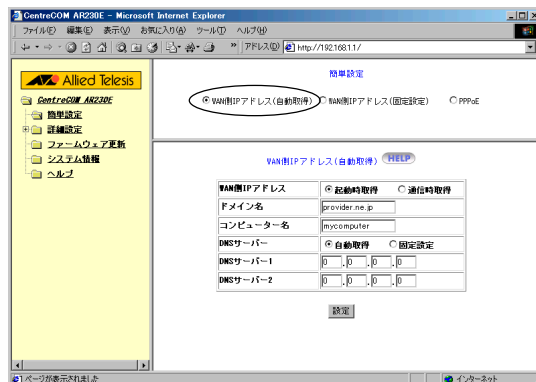 CentreCOM AR230E - Microsoft Internet Explorer
ファイル(F) 編集(E) 表示(V) お気に入り(A) ツール(T) ヘルプ(H)
アドレス(D) http://192.168.1.1/
Allied Telesis
CentreCOM AR230E
簡単設定
詳細設定
ファームウェア更新
システム情報
ヘルプ
簡単設定
WAN側IPアドレス(自動取得) WAN側IPアドレス(固定設定) PPPoE
WAN側IPアドレス(自動取得) HELP
WAN側IPアドレス 起動時取得 通信時取得
ドメイン名 provider.ne.jp
コンピューター名 mycomputer
DNSサーバー 自動取得 固定設定
DNSサーバー1 0 . 0 . 0 . 0
DNSサーバー2 0 . 0 . 0 . 0
設定
ページが表示されました インターネット